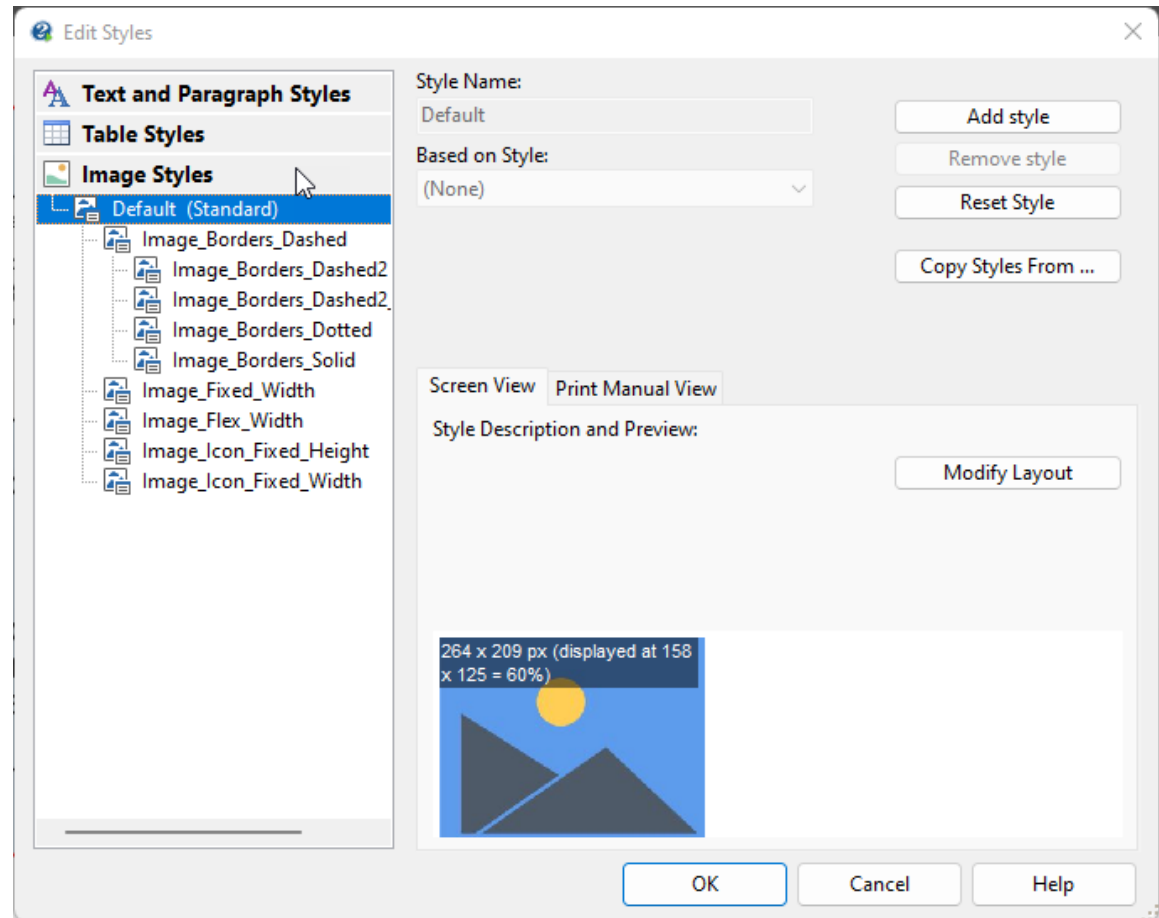 Edit Styles
Text and Paragraph Styles
Table Styles
Image Styles
Default (Standard)
Image_Borders_Dashed
Image_Borders_Dashed2
Image_Borders_Dashed2_
Image_Borders_Dotted
Image_Borders_Solid
Image_Fixed_Width
Image_Flex_Width
Image_Icon_Fixed_Height
Image_Icon_Fixed_Width
Style Name:
Default
Based on Style:
(None)
Add style
Remove style
Reset Style
Copy Styles From ...
Screen View
Print Manual View
Style Description and Preview:
Modify Layout
264 x 209 px (displayed at 158
x 125 = 60%)
OK
Cancel
Help